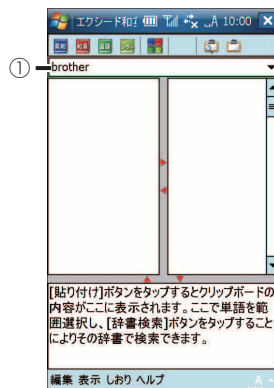 エクシード和 10:00
英和 和英 国語
①
brother
[貼り付け]ボタンをタップするとクリップボードの
内容がここに表示されます。ここで単語を範
囲選択し、[辞書検索]ボタンをタップすること
によりその辞書で検索できます。
編集 表示 しおり ヘルプ